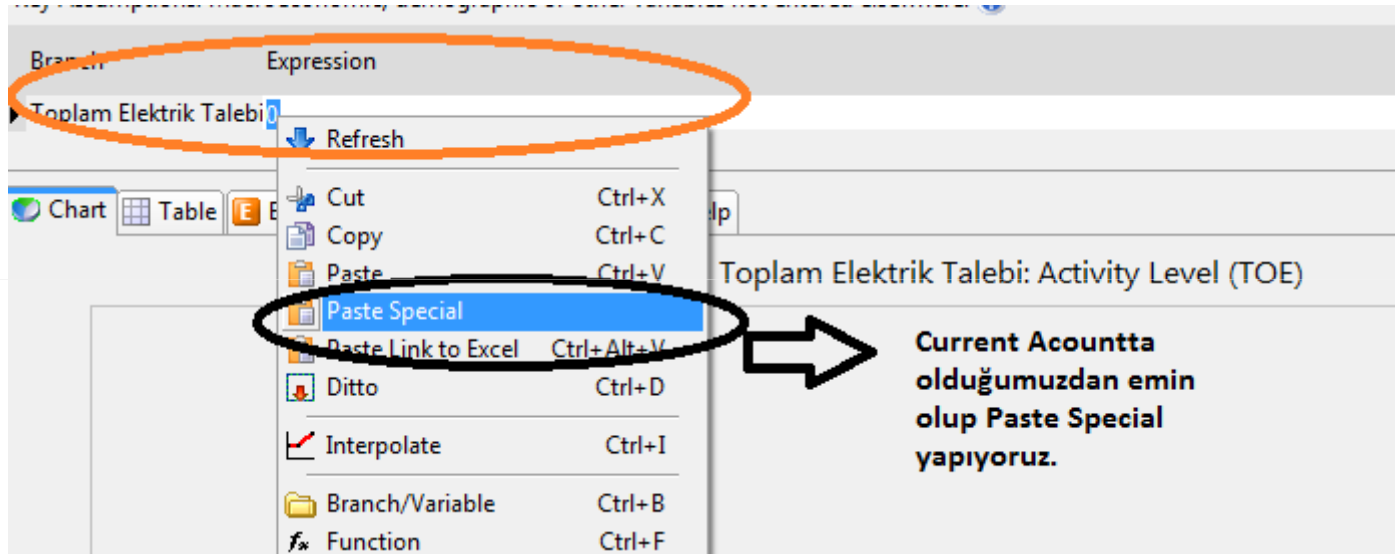 Branch Expression
Toplam Elektrik Talebi 0
Refresh
Cut Ctrl+X
Copy Ctrl+C
Paste Ctrl+V
Paste Special
Paste Link to Excel Ctrl+Alt+V
Ditto Ctrl+D
Interpolate Ctrl+I
Branch/Variable Ctrl+B
Function Ctrl+F
Chart Table
Toplam Elektrik Talebi: Activity Level (TOE)
Current Acountta
olduğumuzdan emin
olup Paste Special
yapıyoruz.